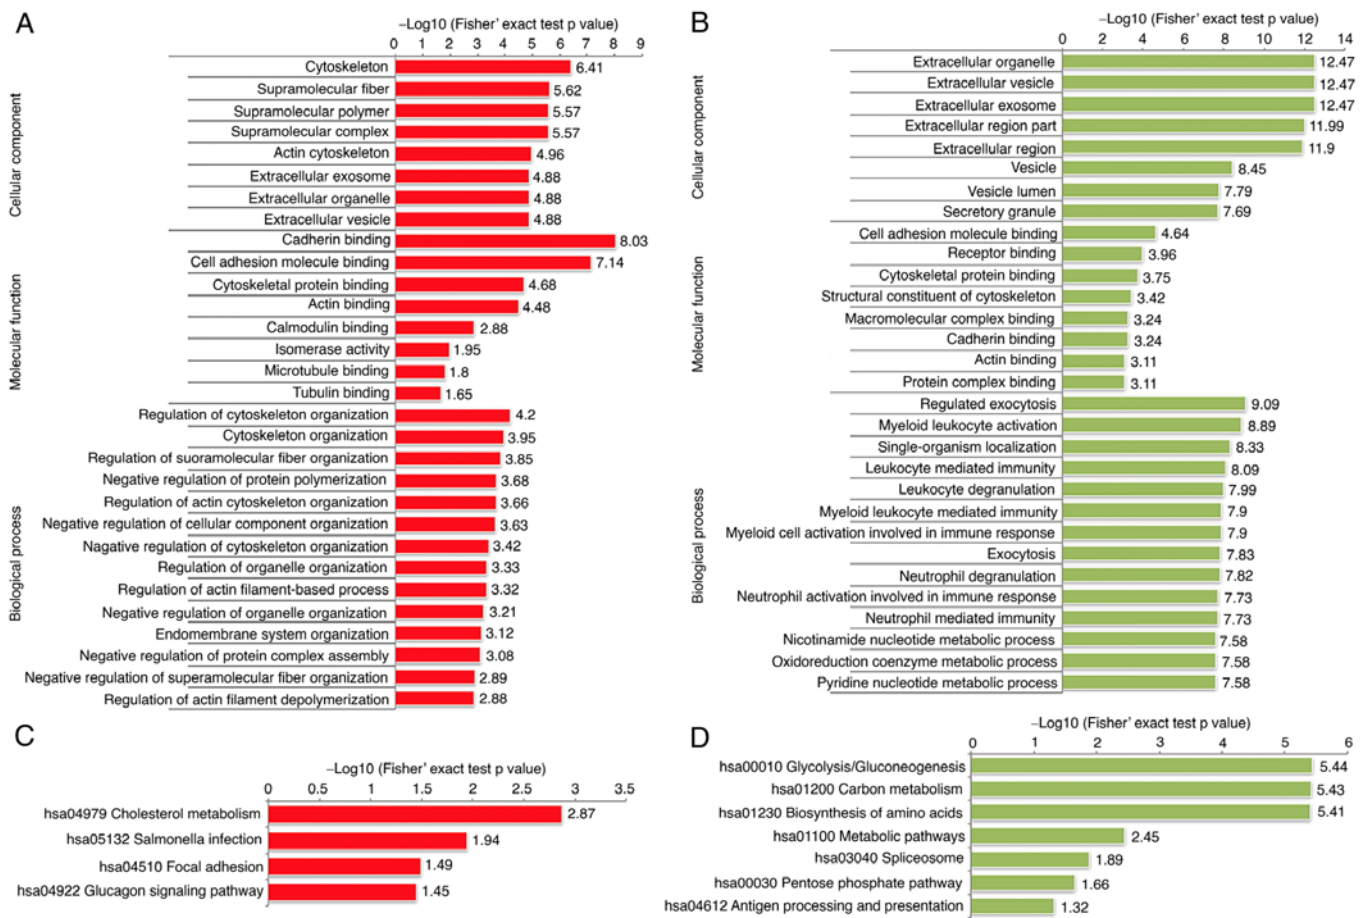 A
–Log10 (Fisher' exact test p value)
0 1 2 3 4 5 6 7 8 9
Cellular component
Cytoskeleton 6.41
Supramolecular fiber 5.62
Supramolecular polymer 5.57
Supramolecular complex 5.57
Actin cytoskeleton 4.96
Extracellular exosome 4.88
Extracellular organelle 4.88
Extracellular vesicle 4.88
Molecular function
Cadherin binding 8.03
Cell adhesion molecule binding 7.14
Cytoskeletal protein binding 4.68
Actin binding 4.48
Calmodulin binding 2.88
Isomerase activity 1.95
Microtubule binding 1.8
Tubulin binding 1.65
Biological process
Regulation of cytoskeleton organization 4.2
Cytoskeleton organization 3.95
Regulation of suoramolecular fiber organization 3.85
Negative regulation of protein polymerization 3.68
Regulation of actin cytoskeleton organization 3.66
Negative regulation of cellular component organization 3.63
Nagative regulation of cytoskeleton organization 3.42
Regulation of organelle organization 3.33
Regulation of actin filament-based process 3.32
Negative regulation of organelle organization 3.21
Endomembrane system organization 3.12
Negative regulation of protein complex assembly 3.08
Negative regulation of superamolecular fiber organization 2.89
Regulation of actin filament depolymerization 2.88
B
–Log10 (Fisher' exact test p value)
0 2 4 6 8 10 12 14
Cellular component
Extracellular organelle 12.47
Extracellular vesicle 12.47
Extracellular exosome 12.47
Extracellular region part 11.99
Extracellular region 11.9
Vesicle 8.45
Vesicle lumen 7.79
Secretory granule 7.69
Molecular function
Cell adhesion molecule binding 4.64
Receptor binding 3.96
Cytoskeletal protein binding 3.75
Structural constituent of cytoskeleton 3.42
Macromolecular complex binding 3.24
Cadherin binding 3.24
Actin binding 3.11
Protein complex binding 3.11
Biological process
Regulated exocytosis 9.09
Myeloid leukocyte activation 8.89
Single-organism localization 8.33
Leukocyte mediated immunity 8.09
Leukocyte degranulation 7.99
Myeloid leukocyte mediated immunity 7.9
Myeloid cell activation involved in immune response 7.9
Exocytosis 7.83
Neutrophil degranulation 7.82
Neutrophil activation involved in immune response 7.73
Neutrophil mediated immunity 7.73
Nicotinamide nucleotide metabolic process 7.58
Oxidoreduction coenzyme metabolic process 7.58
Pyridine nucleotide metabolic process 7.58
C
–Log10 (Fisher' exact test p value)
0 0.5 1 1.5 2 2.5 3 3.5
hsa04979 Cholesterol metabolism 2.87
hsa05132 Salmonella infection 1.94
hsa04510 Focal adhesion 1.49
hsa04922 Glucagon signaling pathway 1.45
D
–Log10 (Fisher' exact test p value)
0 1 2 3 4 5 6
hsa00010 Glycolysis/Gluconeogenesis 5.44
hsa01200 Carbon metabolism 5.43
hsa01230 Biosynthesis of amino acids 5.41
hsa01100 Metabolic pathways 2.45
hsa03040 Spliceosome 1.89
hsa00030 Pentose phosphate pathway 1.66
hsa04612 Antigen processing and presentation 1.32